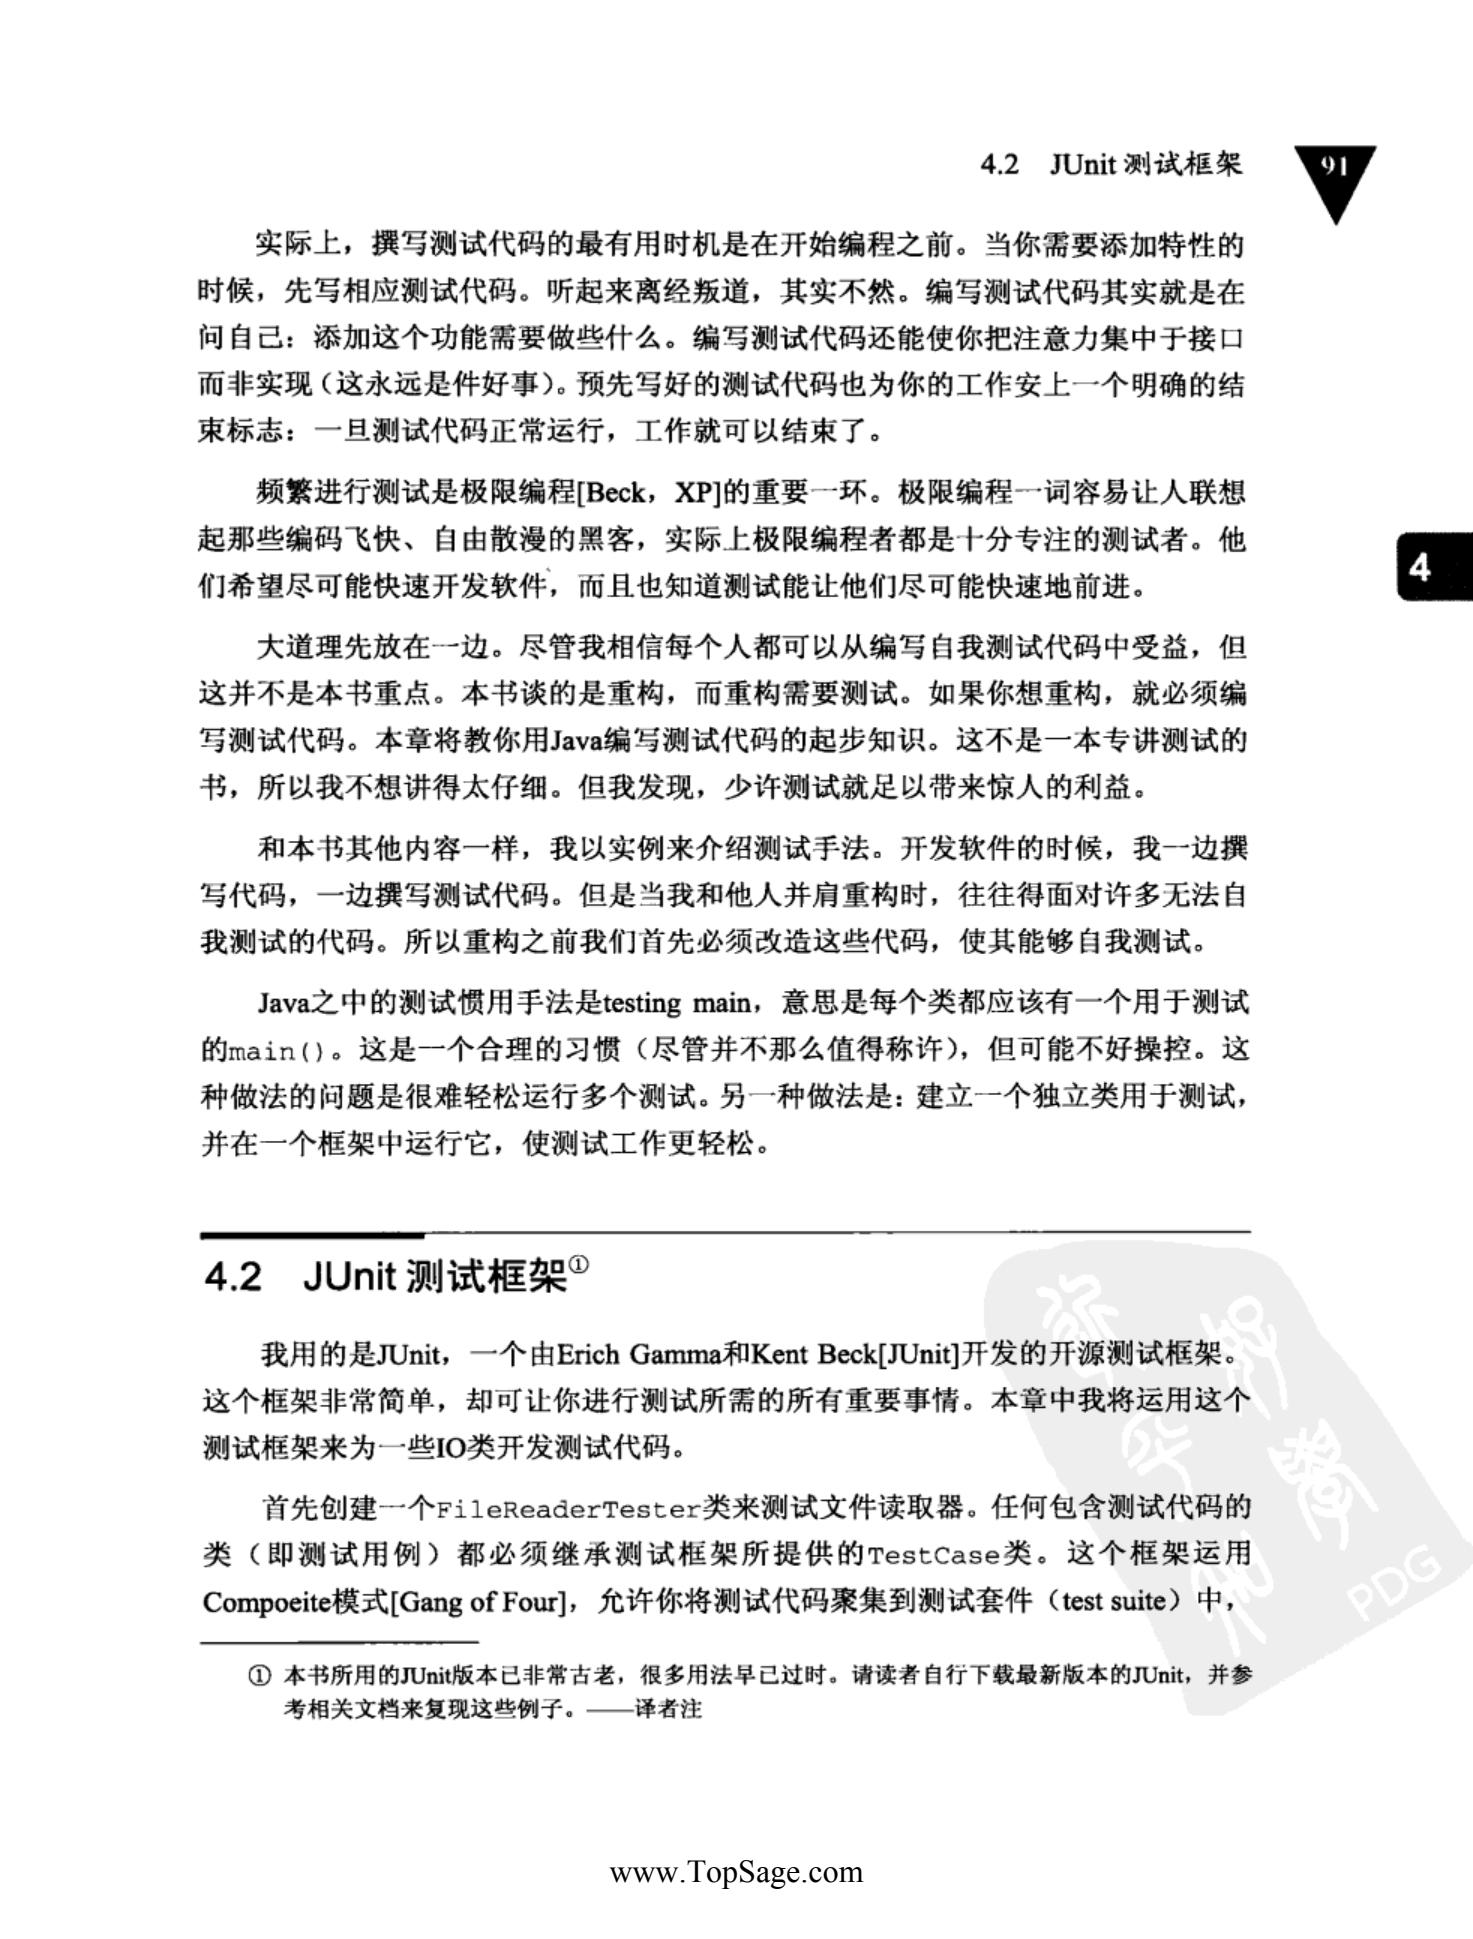 4.2 JUnit 测试框架 91
实际上，撰写测试代码的最有用时机是在开始编程之前。当你需要添加特性的
时候，先写相应测试代码。听起来离经叛道，其实不然。编写测试代码其实就是在
问自己：添加这个功能需要做些什么。编写测试代码还能使你把注意力集中于接口
而非实现（这永远是件好事）。预先写好的测试代码也为你的工作安上一个明确的结
束标志：一旦测试代码正常运行，工作就可以结束了。
频繁进行测试是极限编程[Beck，XP]的重要一环。极限编程一词容易让人联想
起那些编码飞快、自由散漫的黑客，实际上极限编程者都是十分专注的测试者。他
们希望尽可能快速开发软件，而且也知道测试能让他们尽可能快速地前进。
4
大道理先放在一边。尽管我相信每个人都可以从编写自我测试代码中受益，但
这并不是本书重点。本书谈的是重构，而重构需要测试。如果你想重构，就必须编
写测试代码。本章将教你用Java编写测试代码的起步知识。这不是一本专讲测试的
书，所以我不想讲得太仔细。但我发现，少许测试就足以带来惊人的利益。
和本书其他内容一样，我以实例来介绍测试手法。开发软件的时候，我一边撰
写代码，一边撰写测试代码。但是当我和他人并肩重构时，往往得面对许多无法自
我测试的代码。所以重构之前我们首先必须改造这些代码，使其能够自我测试。
Java之中的测试惯用手法是testing main，意思是每个类都应该有一个用于测试
的main()。这是一个合理的习惯（尽管并不那么值得称许），但可能不好操控。这
种做法的问题是很难轻松运行多个测试。另一种做法是：建立一个独立类用于测试，
并在一个框架中运行它，使测试工作更轻松。
4.2 JUnit 测试框架①
我用的是JUnit，一个由Erich Gamma和Kent Beck[JUnit]开发的开源测试框架。
这个框架非常简单，却可让你进行测试所需的所有重要事情。本章中我将运用这个
测试框架来为一些IO类开发测试代码。
首先创建一个FileReaderTester类来测试文件读取器。任何包含测试代码的
类（即测试用例）都必须继承测试框架所提供的TestCase类。这个框架运用
Compoeite模式[Gang of Four]，允许你将测试代码聚集到测试套件（test suite）中，
PDG
① 本书所用的JUnit版本已非常古老，很多用法早已过时。请读者自行下载最新版本的JUnit，并参
考相关文档来复现这些例子。——译者注
www.TopSage.com